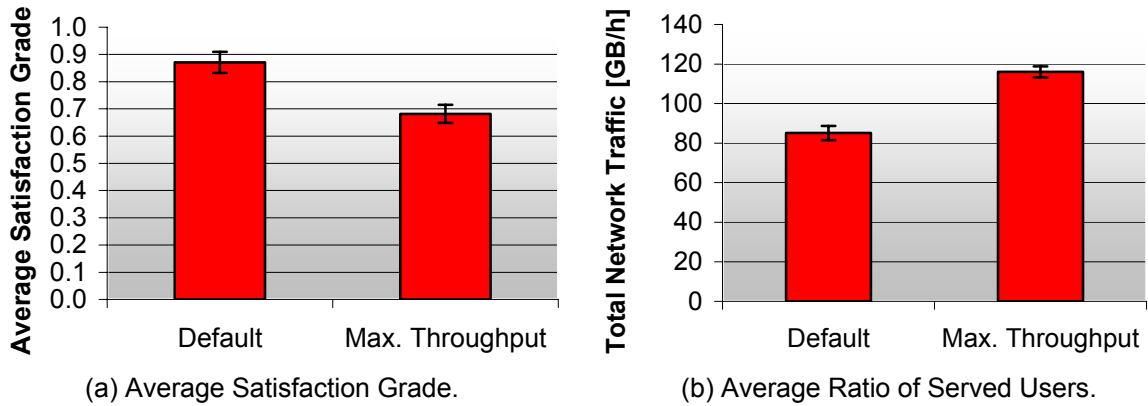 Average Satisfaction Grade
1.0
0.9
0.8
0.7
0.6
0.5
0.4
0.3
0.2
0.1
0.0
Default
Max. Throughput
(a) Average Satisfaction Grade.
Total Network Traffic [GB/h]
140
120
100
80
60
40
20
0
Default
Max. Throughput
(b) Average Ratio of Served Users.